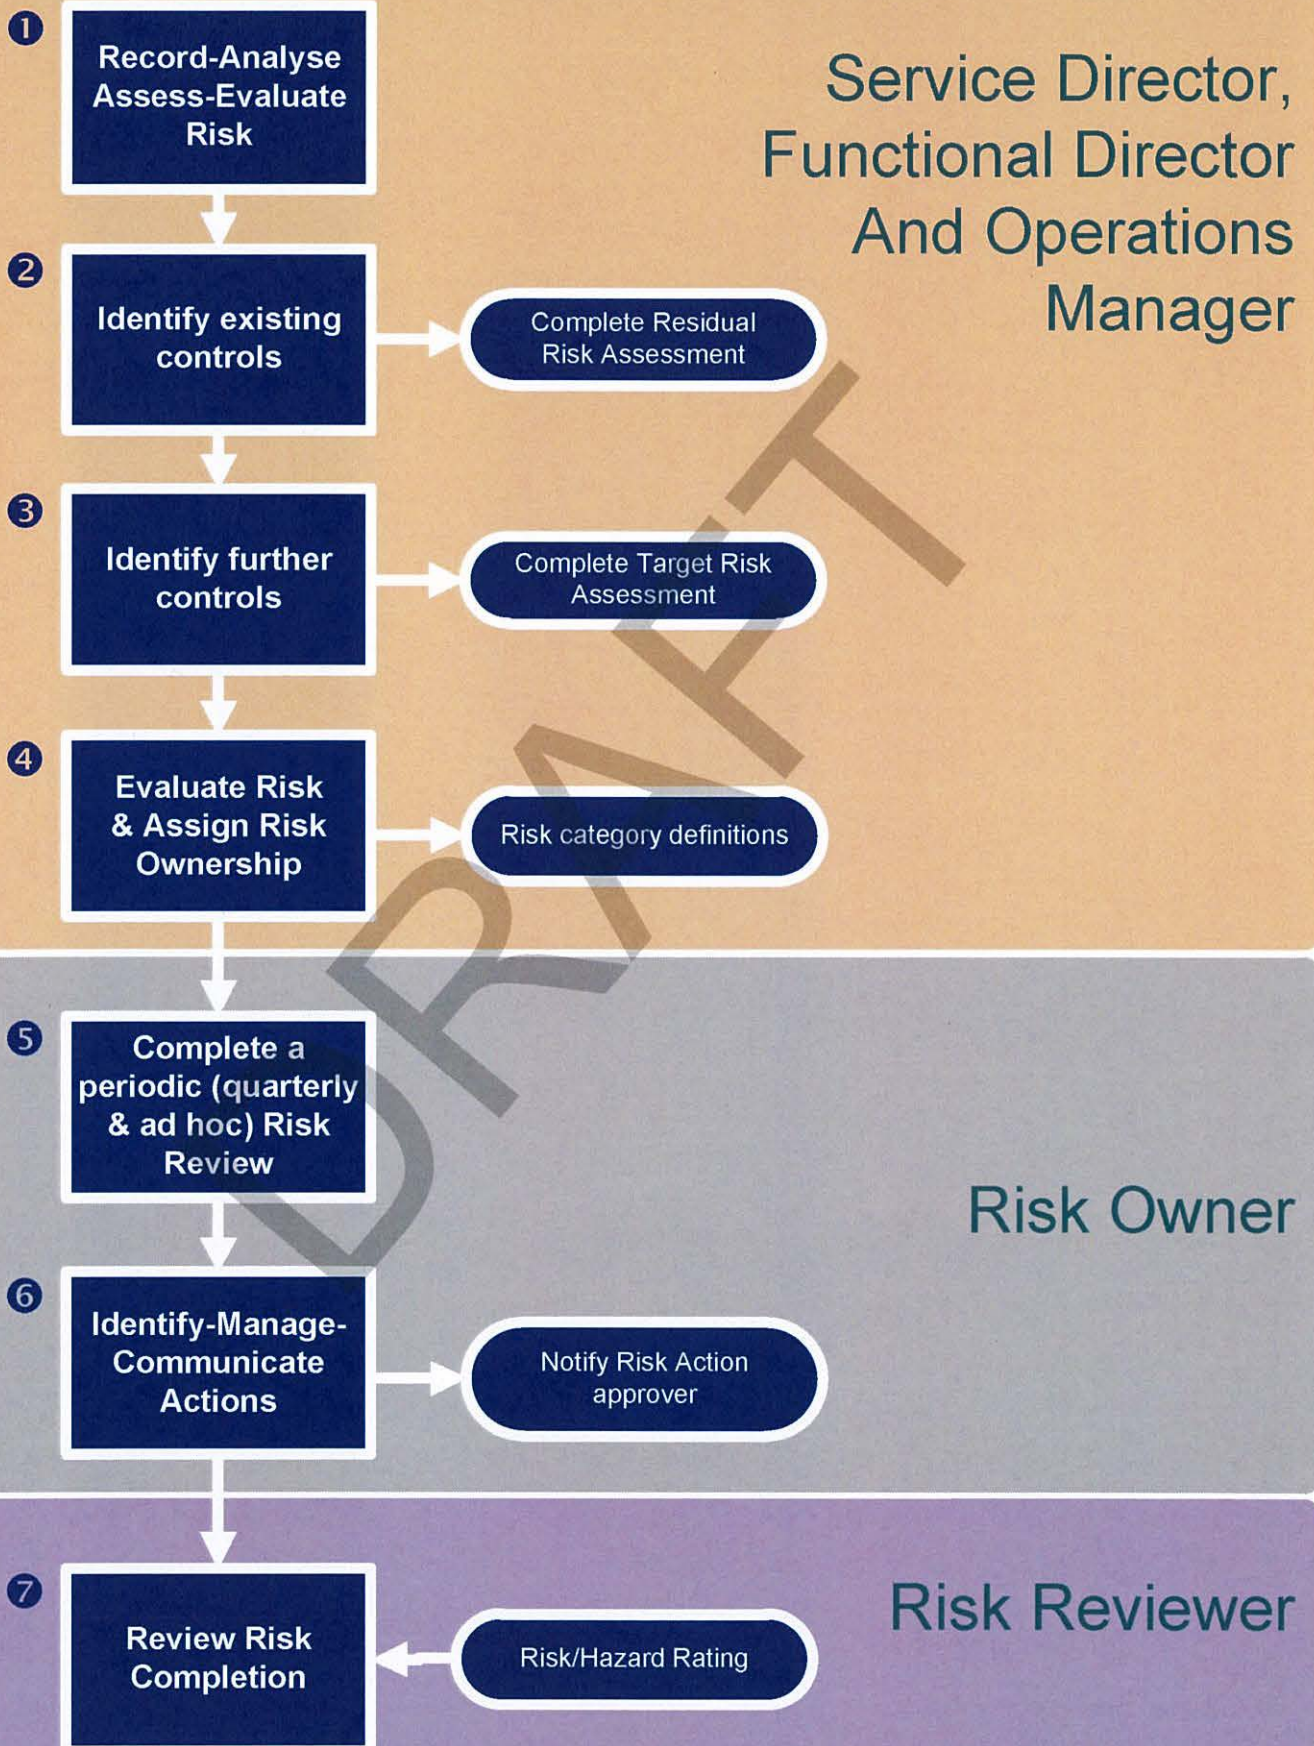 1
Record-Analyse
Assess-Evaluate
Risk
Service Director,
Functional Director
And Operations
Manager
2
Identify existing
controls
Complete Residual
Risk Assessment
3
Identify further
controls
Complete Target Risk
Assessment
4
Evaluate Risk
& Assign Risk
Ownership
Risk category definitions
DRAFT
5
Complete a
periodic (quarterly
& ad hoc) Risk
Review
Risk Owner
6
Identify-Manage-
Communicate
Actions
Notify Risk Action
approver
7
Review Risk
Completion
Risk/Hazard Rating
Risk Reviewer